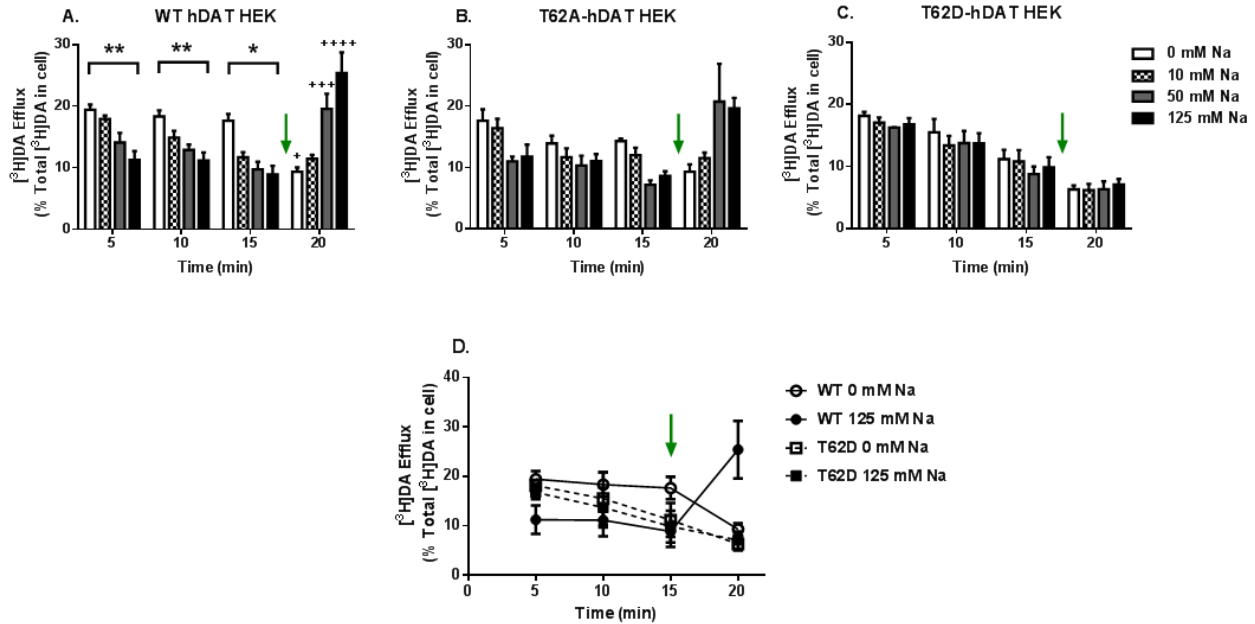 A.
WT hDAT HEK
[³H]DA Efflux
(% Total [³H]DA in cell)
30
20
10
0
** ** *
+ +++ ++++
5 10 15 20
Time (min)
B.
T62A-hDAT HEK
[³H]DA Efflux
(% Total [³H]DA in cell)
30
20
10
0
5 10 15 20
Time (min)
C.
T62D-hDAT HEK
[³H]DA Efflux
(% Total [³H]DA in cell)
30
20
10
0
5 10 15 20
Time (min)
0 mM Na
10 mM Na
50 mM Na
125 mM Na
D.
[³H]DA Efflux
(% Total [³H]DA in cell)
40
30
20
10
0
0 5 10 15 20
Time (min)
WT 0 mM Na
WT 125 mM Na
T62D 0 mM Na
T62D 125 mM Na